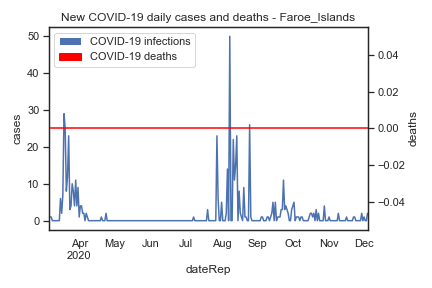 New COVID-19 daily cases and deaths - Faroe_Islands
COVID-19 infections
COVID-19 deaths
50
40
30
20
10
0
cases
0.04
0.02
0.00
−0.02
−0.04
deaths
Apr May Jun Jul Aug Sep Oct Nov Dec
2020
dateRep